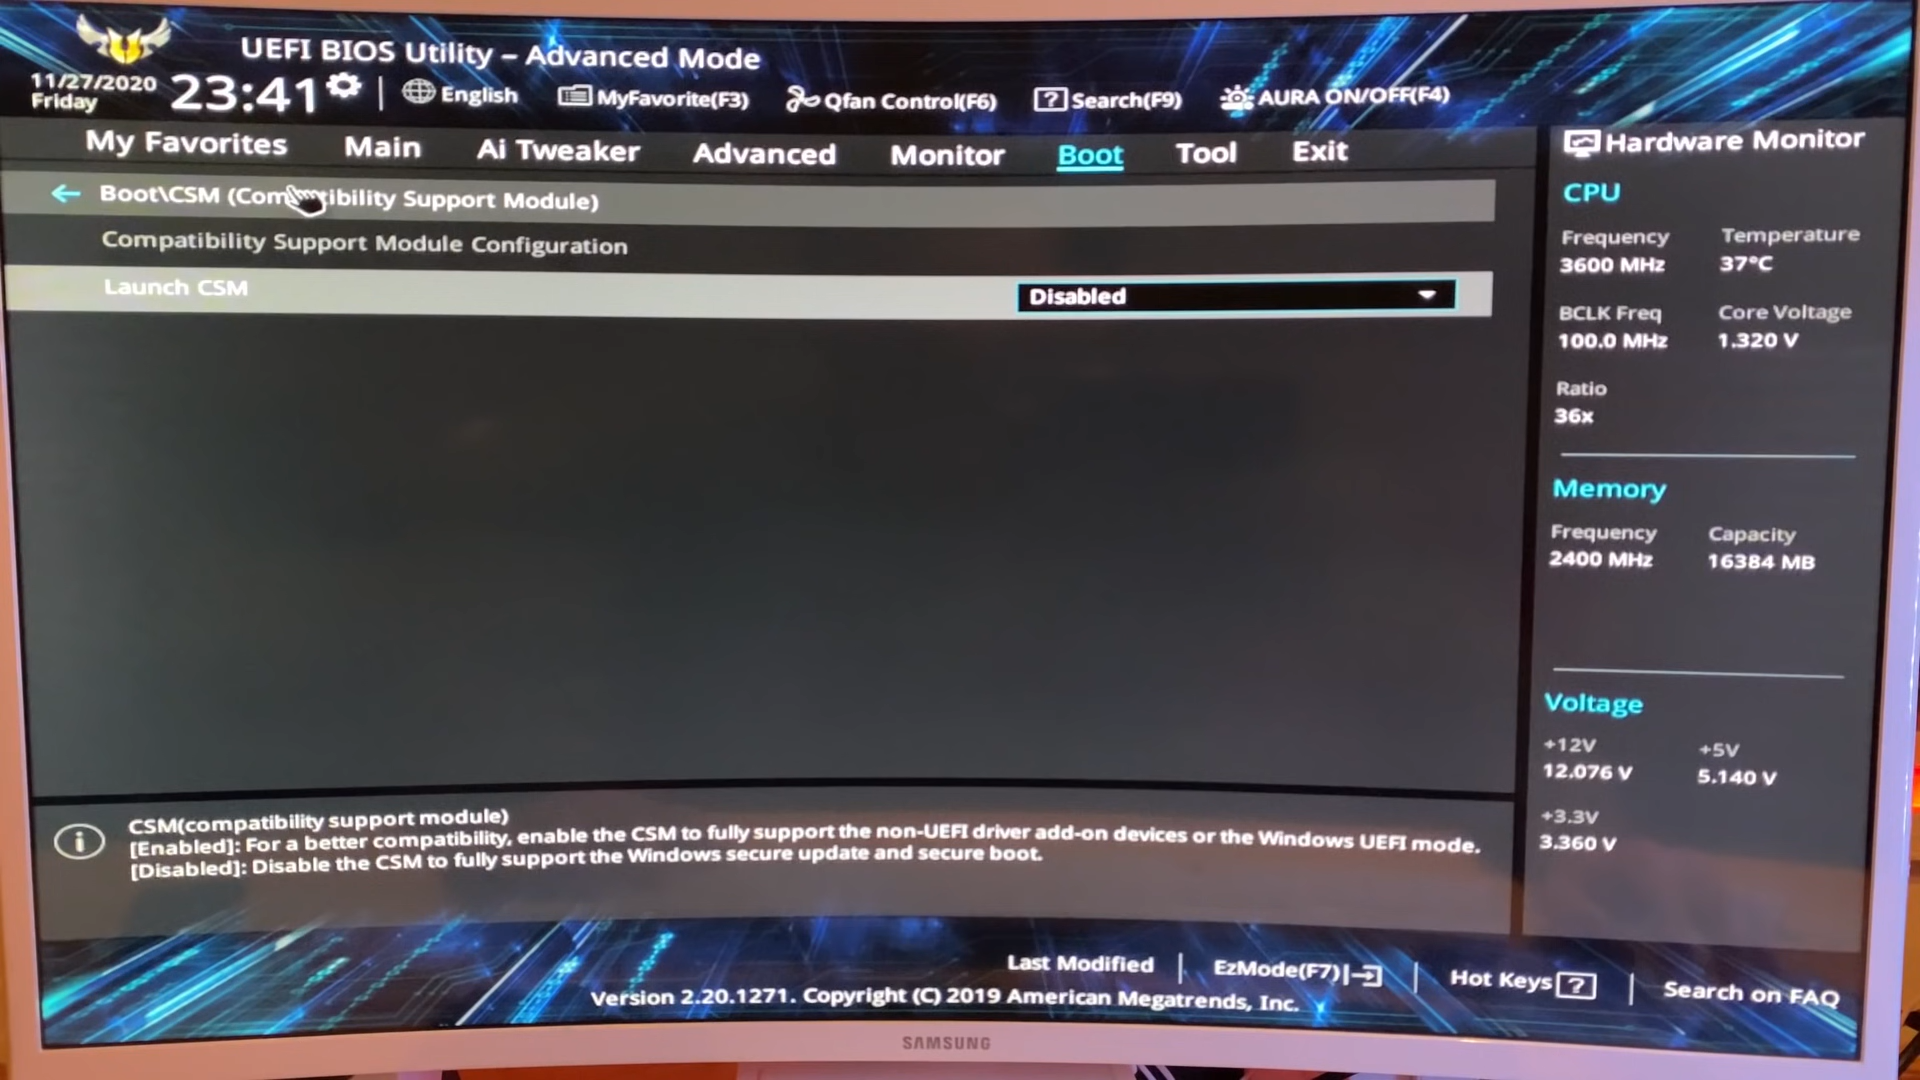 UEFI BIOS Utility – Advanced Mode
11/27/2020
Friday
23:41
English
MyFavorite(F3)
Qfan Control(F6)
Search(F9)
AURA ON/OFF(F4)
My Favorites
Main
Ai Tweaker
Advanced
Monitor
Boot
Tool
Exit
Boot\CSM (Compatibility Support Module)
Compatibility Support Module Configuration
Launch CSM
Disabled
CSM(compatibility support module)
[Enabled]: For a better compatibility, enable the CSM to fully support the non-UEFI driver add-on devices or the Windows UEFI mode.
[Disabled]: Disable the CSM to fully support the Windows secure update and secure boot.
Hardware Monitor
CPU
Frequency Temperature
3600 MHz 37°C
BCLK Freq Core Voltage
100.0 MHz 1.320 V
Ratio
36x
Memory
Frequency Capacity
2400 MHz 16384 MB
Voltage
+12V +5V
12.076 V 5.140 V
+3.3V
3.360 V
Last Modified
EzMode(F7)
Hot Keys ?
Search on FAQ
Version 2.20.1271. Copyright (C) 2019 American Megatrends, Inc.
SAMSUNG